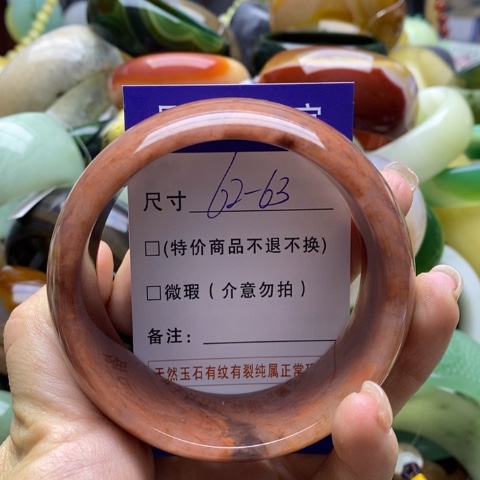 尺寸 62-63
□(特价商品不退不换)
□微瑕(介意勿拍)
备注:
天然玉石有纹有裂纯属正常